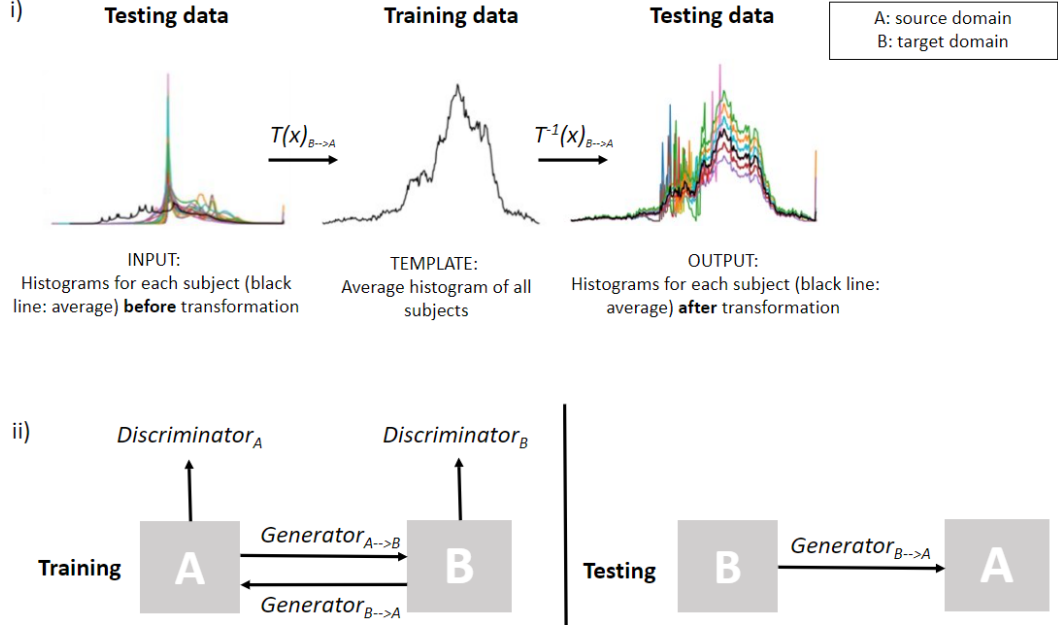 i)
Testing data
Training data
Testing data
A: source domain
B: target domain
T(x)B-->A
T-1(x)B-->A
INPUT:
Histograms for each subject (black
line: average) before transformation
TEMPLATE:
Average histogram of all
subjects
OUTPUT:
Histograms for each subject (black line:
average) after transformation
ii)
DiscriminatorA
DiscriminatorB
Training
A
GeneratorA-->B
GeneratorB-->A
B
Testing
B
GeneratorB-->A
A